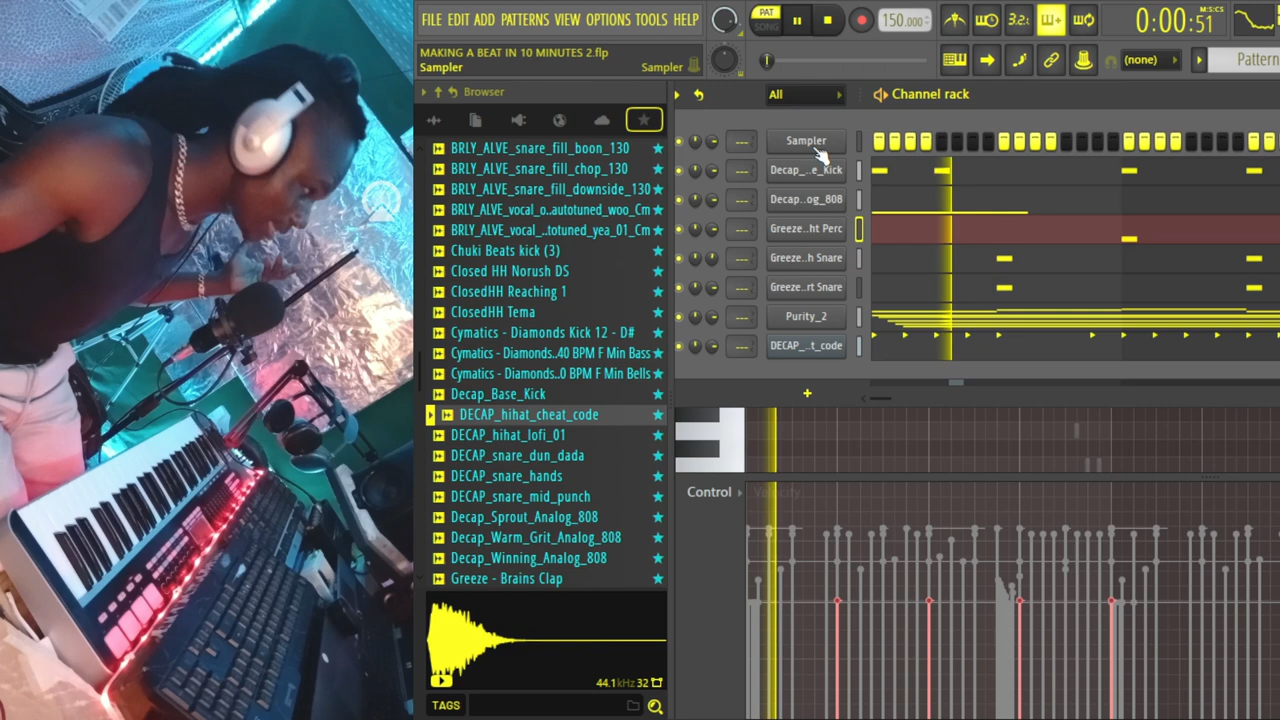 FILE EDIT ADD PATTERNS VIEW OPTIONS TOOLS HELP
PAT
SONG
150.000
3.2:
0:00:51
M:S:CS
MAKING A BEAT IN 10 MINUTES 2.flp
Sampler
Sampler
(none)
Pattern
Browser
All
Channel rack
BRLY_ALVE_snare_fill_boon_130
BRLY_ALVE_snare_fill_chop_130
BRLY_ALVE_snare_fill_downside_130
BRLY_ALVE_vocal_o..autotuned_woo_Cm
BRLY_ALVE_vocal_..totuned_yea_01_Cm
Chuki Beats kick (3)
Closed HH Norush DS
ClosedHH Reaching 1
ClosedHH Tema
Cymatics - Diamonds Kick 12 - D#
Cymatics - Diamonds..40 BPM F Min Bass
Cymatics - Diamonds..0 BPM F Min Bells
Decap_Base_Kick
DECAP_hihat_cheat_code
DECAP_hihat_lofi_01
DECAP_snare_dun_dada
DECAP_snare_hands
DECAP_snare_mid_punch
Decap_Sprout_Analog_808
Decap_Warm_Grit_Analog_808
Decap_Winning_Analog_808
Greeze - Brains Clap
44.1kHz 32
TAGS
Sampler
Decap_..e_Kick
Decap..og_808
Greeze..ht Perc
Greeze..h Snare
Greeze..rt Snare
Purity_2
DECAP_..t_code
Control
Velocity